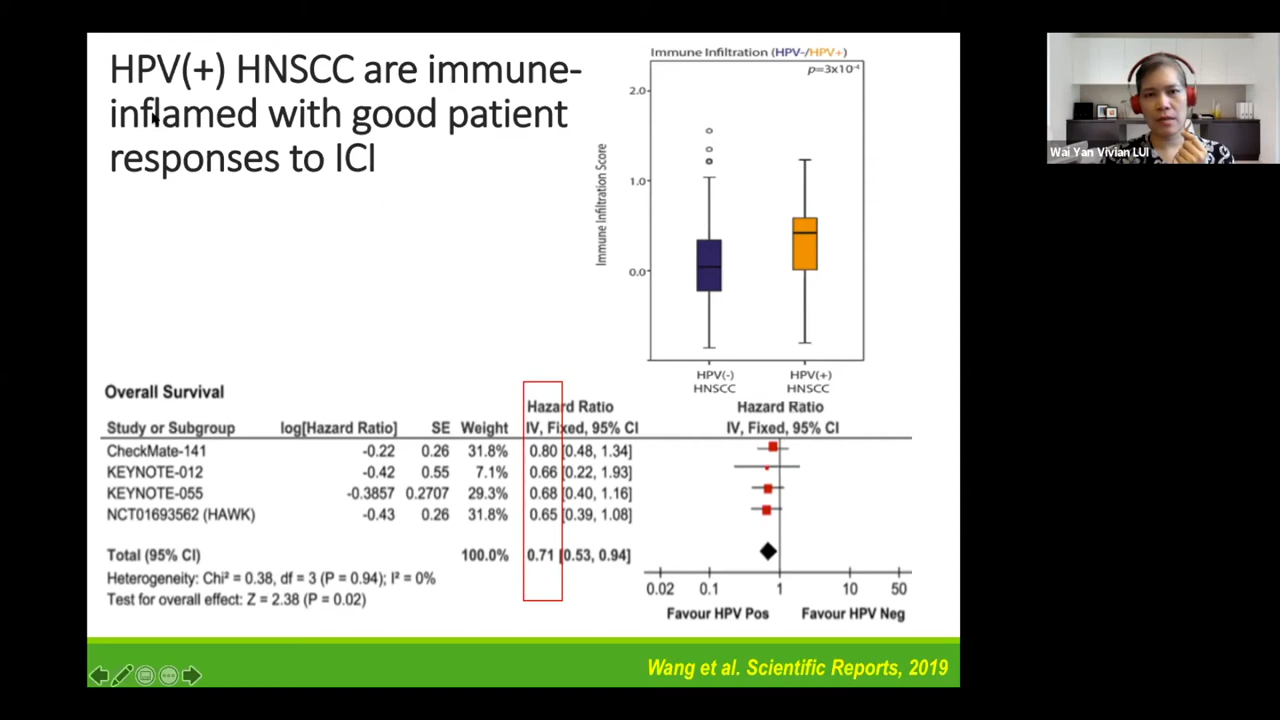 HPV(+) HNSCC are immune-
inflamed with good patient
responses to ICI
Immune Infiltration (HPV-/HPV+)
p=3x10⁻⁴
2.0
1.0
0.0
Immune Infiltration Score
HPV(-) HPV(+)
HNSCC HNSCC
Overall Survival
Hazard Ratio Hazard Ratio
Study or Subgroup log[Hazard Ratio] SE Weight IV, Fixed, 95% CI IV, Fixed, 95% CI
CheckMate-141 -0.22 0.26 31.8% 0.80 [0.48, 1.34]
KEYNOTE-012 -0.42 0.55 7.1% 0.66 [0.22, 1.93]
KEYNOTE-055 -0.3857 0.2707 29.3% 0.68 [0.40, 1.16]
NCT01693562 (HAWK) -0.43 0.26 31.8% 0.65 [0.39, 1.08]
Total (95% CI) 100.0% 0.71 [0.53, 0.94]
Heterogeneity: Chi² = 0.38, df = 3 (P = 0.94); I² = 0%
Test for overall effect: Z = 2.38 (P = 0.02)
0.02 0.1 1 10 50
Favour HPV Pos Favour HPV Neg
Wang et al. Scientific Reports, 2019
Wai Yan Vivian LUI